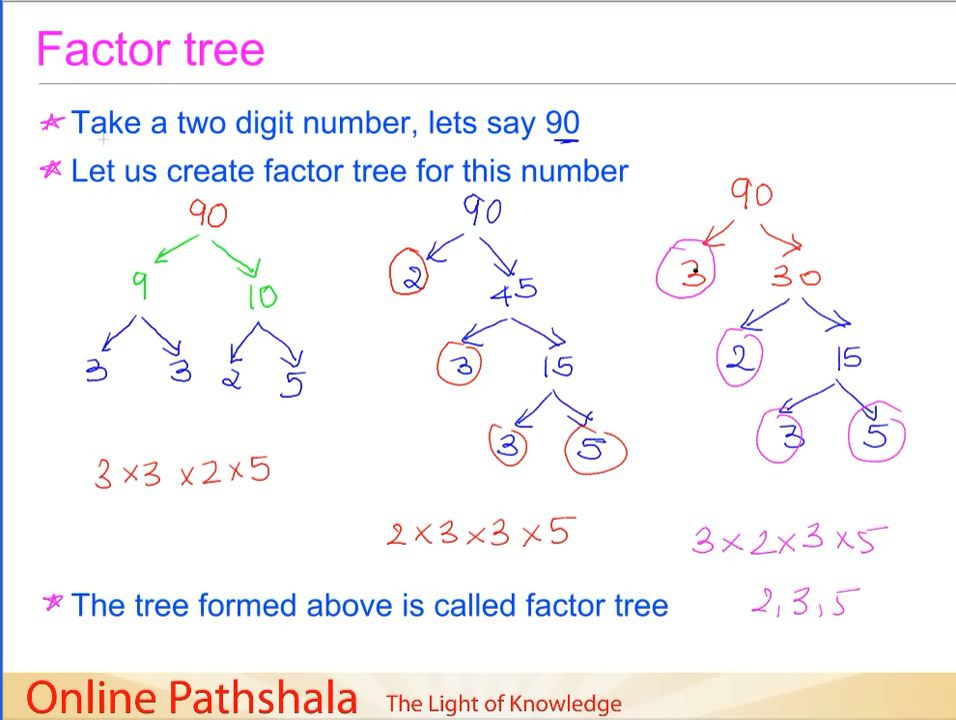 Factor tree
Take a two digit number, lets say 90
Let us create factor tree for this number
90 90 90
9 10 2 45 3 30
3 3 2 5 3 15 2 15
3 5 3 5
3 × 3 × 2 × 5
2 × 3 × 3 × 5
3 × 2 × 3 × 5
The tree formed above is called factor tree
2, 3, 5
Online Pathshala The Light of Knowledge